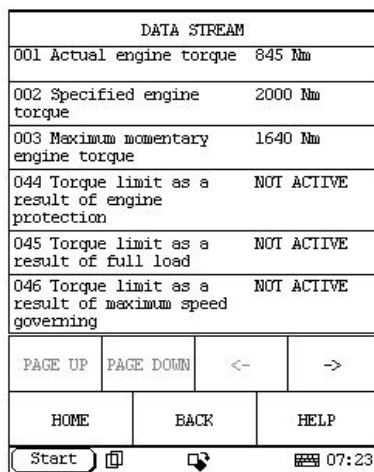 DATA STREAM
001 Actual engine torque 845 Nm
002 Specified engine 2000 Nm
torque
003 Maximum momentary 1640 Nm
engine torque
044 Torque limit as a NOT ACTIVE
result of engine
protection
045 Torque limit as a NOT ACTIVE
result of full load
046 Torque limit as a NOT ACTIVE
result of maximum speed
governing
PAGE UP PAGE DOWN <- ->
HOME BACK HELP
Start 07:23